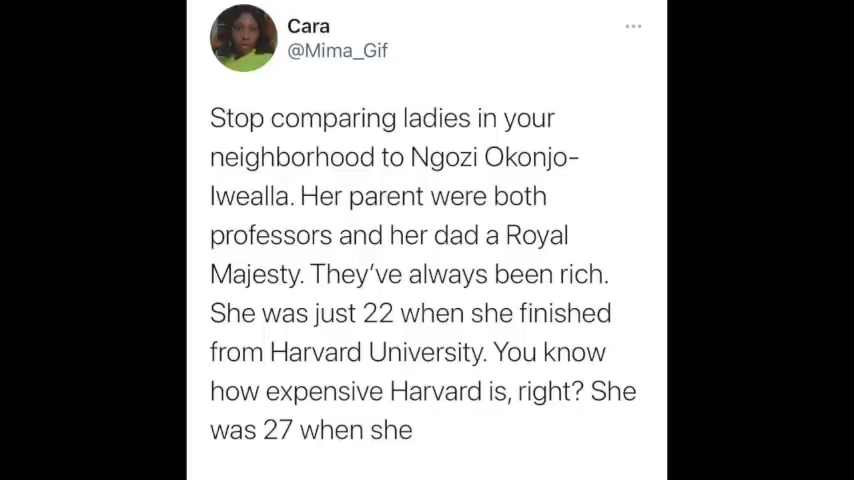 Cara
@Mima_Gif
Stop comparing ladies in your
neighborhood to Ngozi Okonjo-
Iwealla. Her parent were both
professors and her dad a Royal
Majesty. They've always been rich.
She was just 22 when she finished
from Harvard University. You know
how expensive Harvard is, right? She
was 27 when she